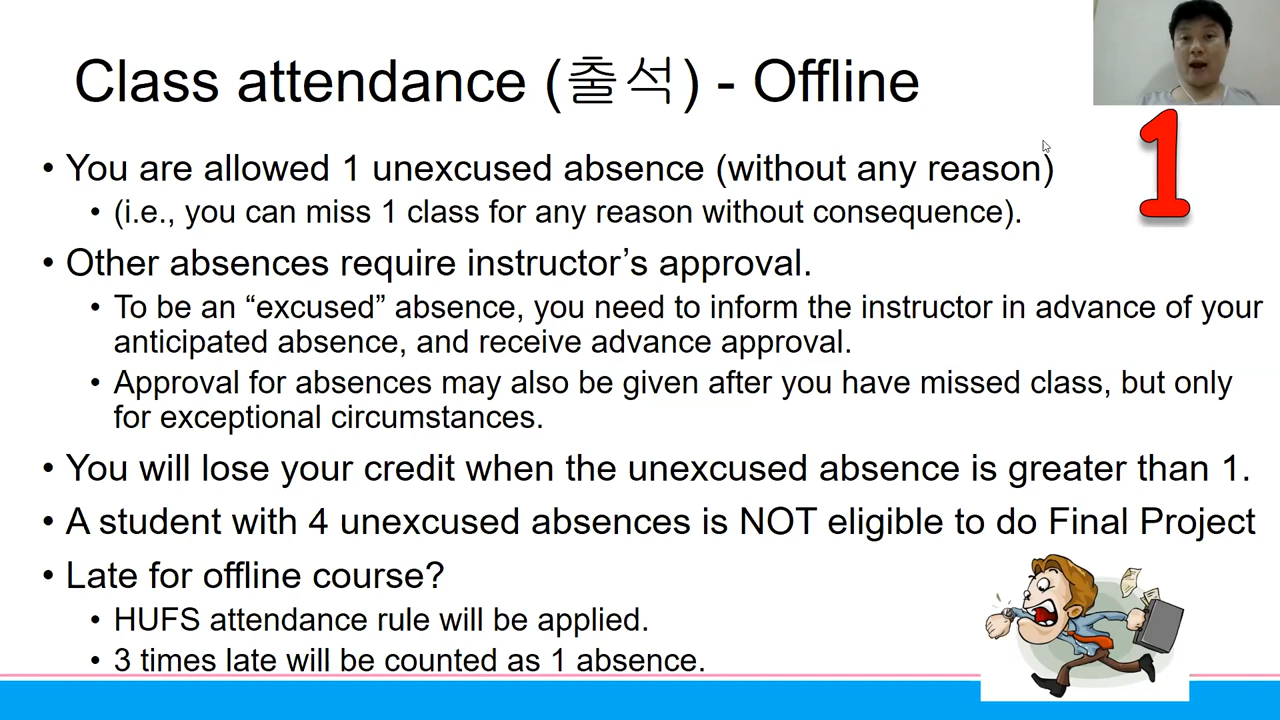 Class attendance (출석) - Offline
1
• You are allowed 1 unexcused absence (without any reason)
• (i.e., you can miss 1 class for any reason without consequence).
• Other absences require instructor’s approval.
• To be an “excused” absence, you need to inform the instructor in advance of your
anticipated absence, and receive advance approval.
• Approval for absences may also be given after you have missed class, but only
for exceptional circumstances.
• You will lose your credit when the unexcused absence is greater than 1.
• A student with 4 unexcused absences is NOT eligible to do Final Project
• Late for offline course?
• HUFS attendance rule will be applied.
• 3 times late will be counted as 1 absence.